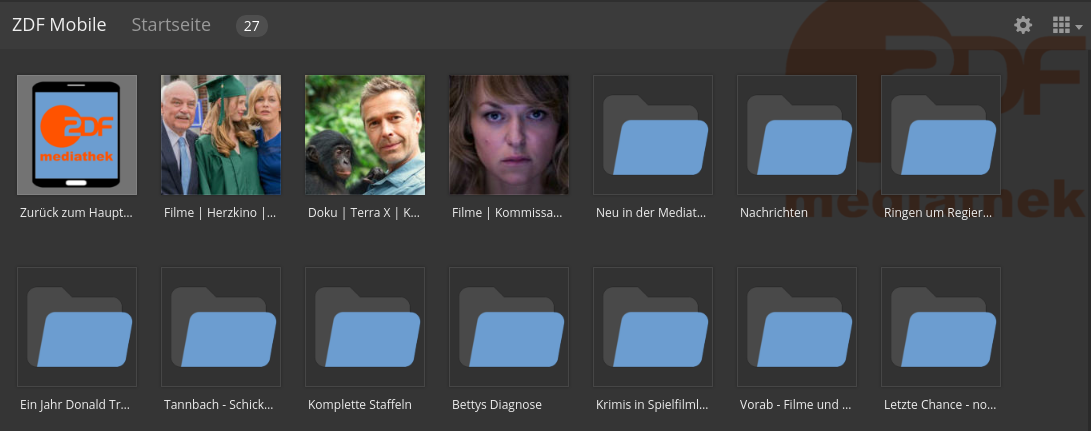 ZDF Mobile Startseite 27
ZDF
mediathek
ZDF
mediathek
Zurück zum Haupt... Filme | Herzkino |... Doku | Terra X | K... Filme | Kommissa... Neu in der Mediat... Nachrichten Ringen um Regier...
Ein Jahr Donald Tr... Tannbach - Schick... Komplette Staffeln Bettys Diagnose Krimis in Spielfilml... Vorab - Filme und ... Letzte Chance - no...